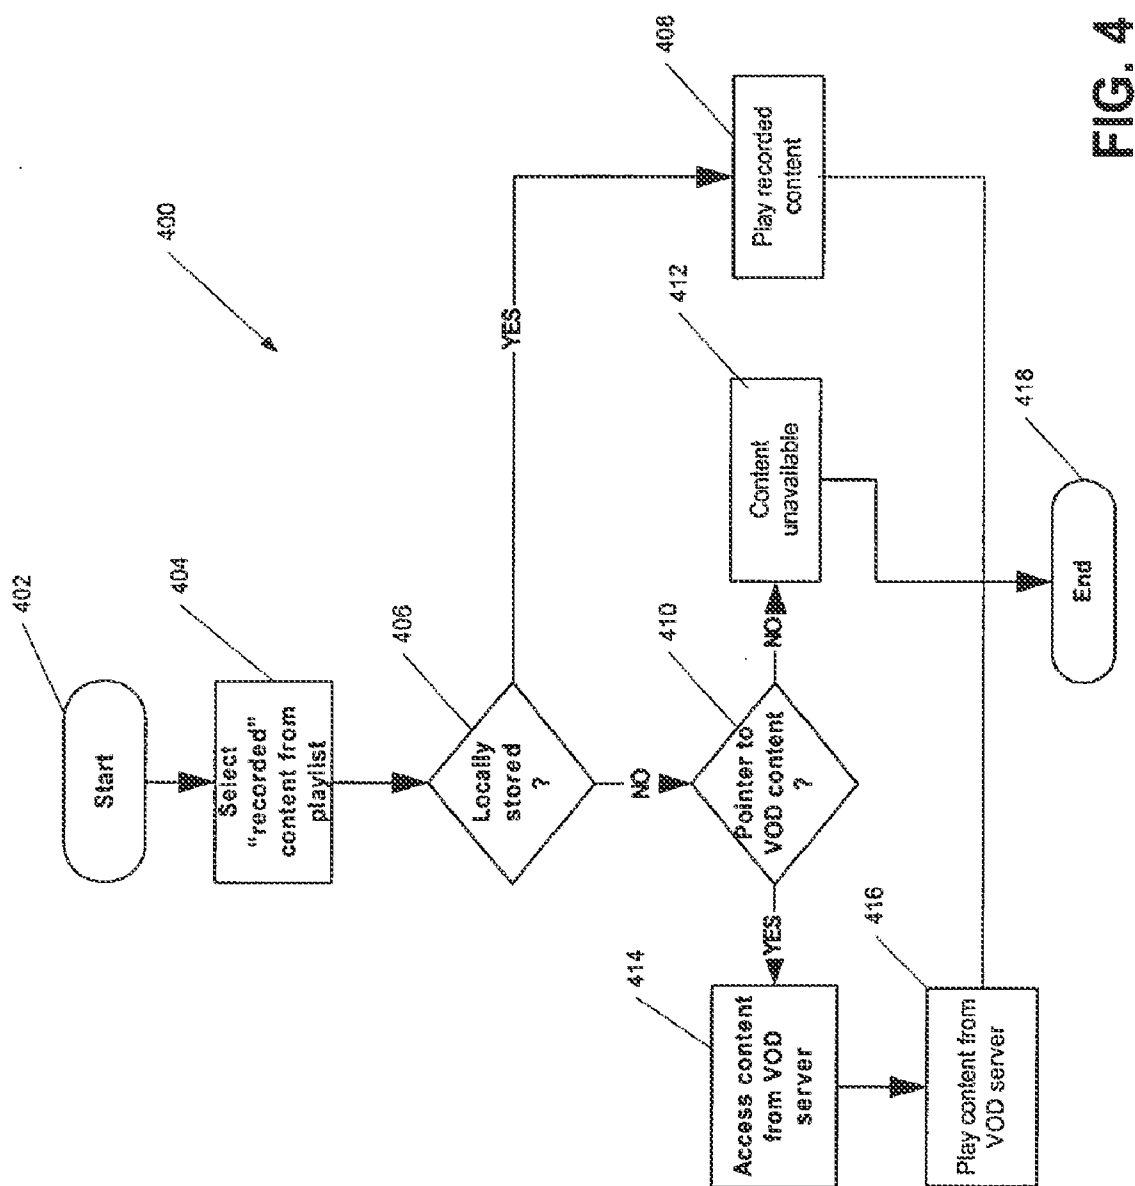 400
402
Start
404
Select
"recorded"
content from
playlist
406
Locally
stored
?
YES
NO
408
Play recorded
content
410
Pointer to
VOD content
?
NO
YES
412
Content
unavailable
414
Access content
from VOD
server
416
Play content from
VOD server
418
End
FIG. 4